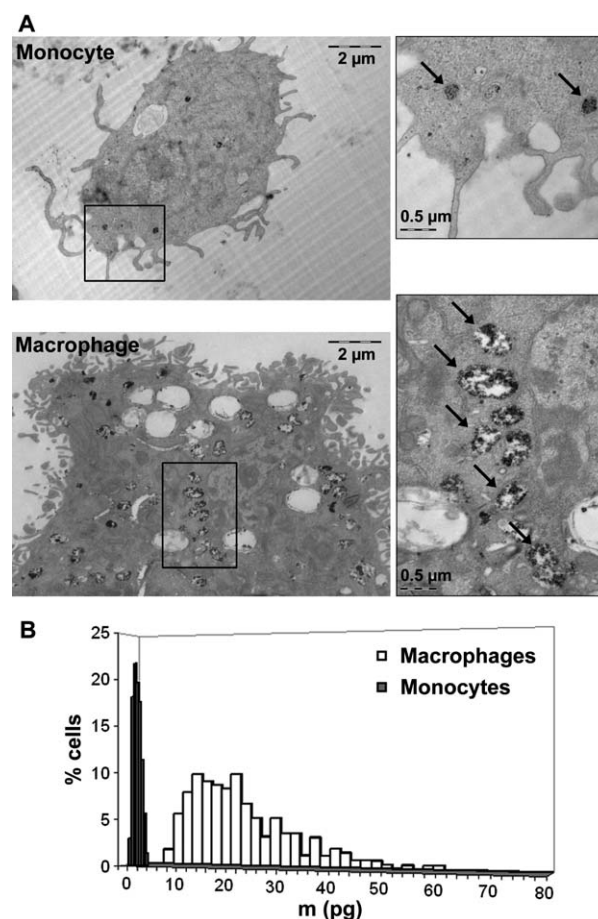 A
Monocyte
2 µm
0.5 µm
Macrophage
2 µm
0.5 µm
B
25
20
15
10
5
0
% cells
Macrophages
Monocytes
0 10 20 30 40 50 60 70 80
m (pg)